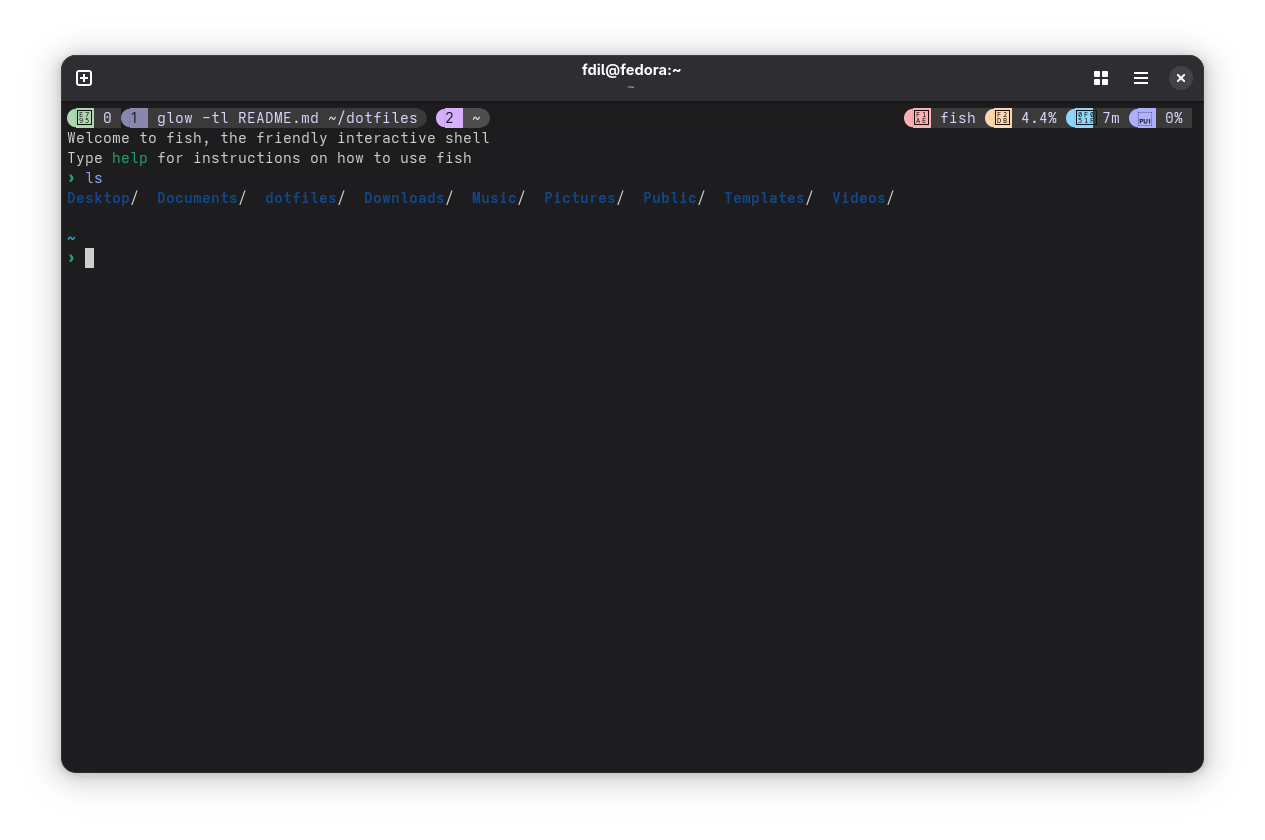 fdil@fedora:~
~
0 1 glow -tl README.md ~/dotfiles 2 ~ fish 4.4% 7m 0%
Welcome to fish, the friendly interactive shell
Type help for instructions on how to use fish
› ls
Desktop/ Documents/ dotfiles/ Downloads/ Music/ Pictures/ Public/ Templates/ Videos/
~
›